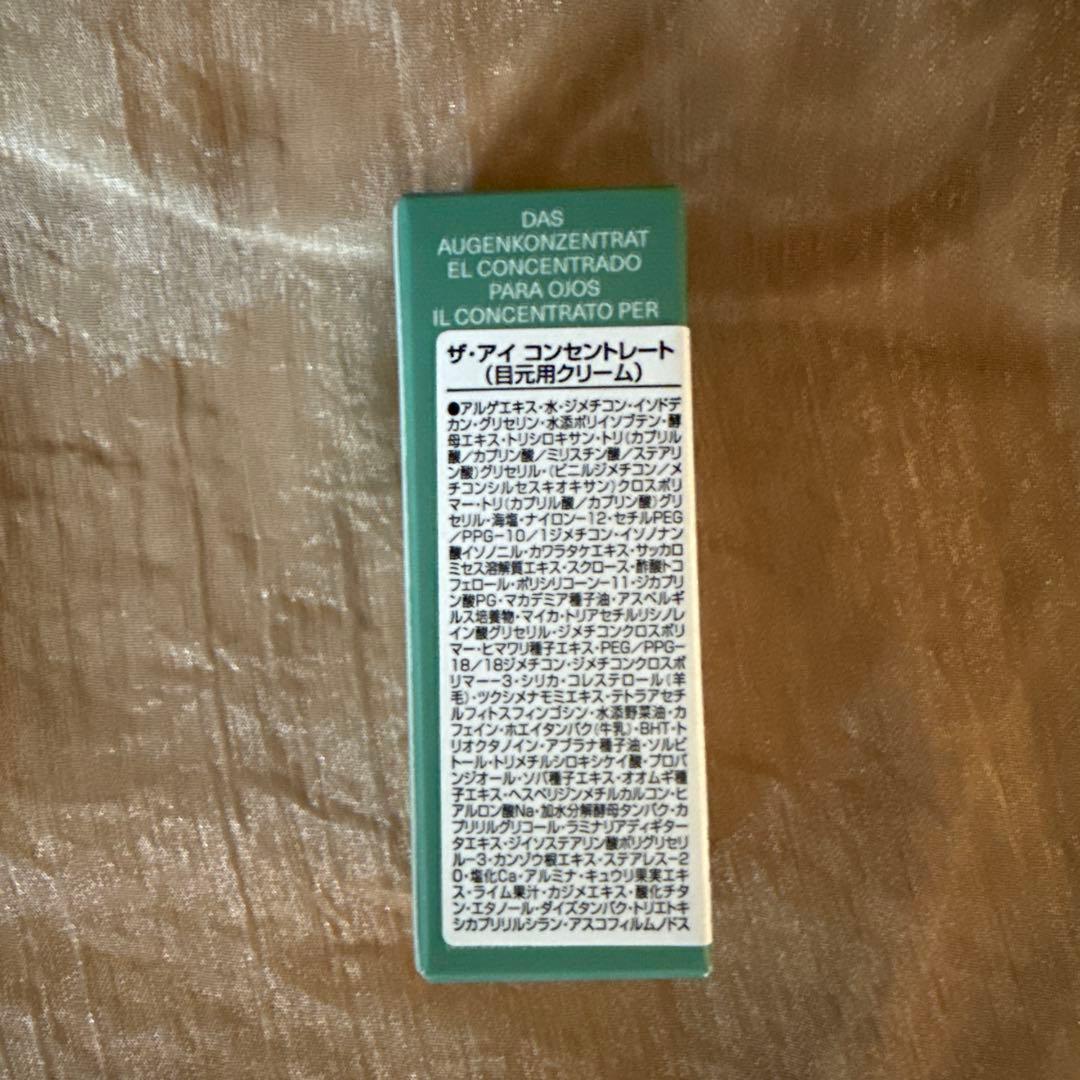 DAS
AUGENKONZENTRAT
EL CONCENTRADO
PARA OJOS
IL CONCENTRATO PER
ザ・アイ コンセントレート
(目元用クリーム)
●アルゲエキス・水・ジメチコン・イソドデ
カン・グリセリン・水添ポリイソブテン・酵
母エキス・トリシロキサン・トリ(カプリル
酸/カプリン酸/ミリスチン酸/ステアリ
ン酸)グリセリル・(ビニルジメチコン/メ
チコンシルセスキオキサン)クロスポリ
マー・トリ(カプリル酸/カプリン酸)グリ
セリル・海塩・ナイロン-12・セチルPEG
/PPG-10/1ジメチコン・イソノナン
酸イソノニル・カワラタケエキス・サッカロ
ミセス溶解質エキス・スクロース・酢酸トコ
フェロール・ポリシリコーン-11・ジカプリ
ン酸PG・マカデミア種子油・アスペルギ
ルス培養物・マイカ・トリアセチルリシノレ
イン酸グリセリル・ジメチコンクロスポリ
マー・ヒマワリ種子エキス・PEG/PPG-
18/18ジメチコン・ジメチコンクロスポ
リマー-3・シリカ・コレステロール(羊
毛)・ツクシメナモミエキス・テトラアセチ
ルフィトスフィンゴシン・水添野菜油・カ
フェイン・ホエイタンパク(牛乳)・BHT・ト
リオクタノイン・アブラナ種子油・ソルビ
トール・トリメチルシロキシケイ酸・プロパ
ンジオール・ソバ種子エキス・オオムギ種
子エキス・ヘスペリジンメチルカルコン・ヒ
アルロン酸Na・加水分解酵母タンパク・カ
プリリルグリコール・ラミナリアディギター
タエキス・ジイソステアリン酸ポリグリセリ
ル-3・カンゾウ根エキス・ステアレス-2
0・塩化Ca・アルミナ・キュウリ果実エキ
ス・ライム果汁・カジメエキス・酸化チタ
ン・エタノール・ダイズタンパク・トリエトキ
シカプリリルシラン・アスコフィルムノドス